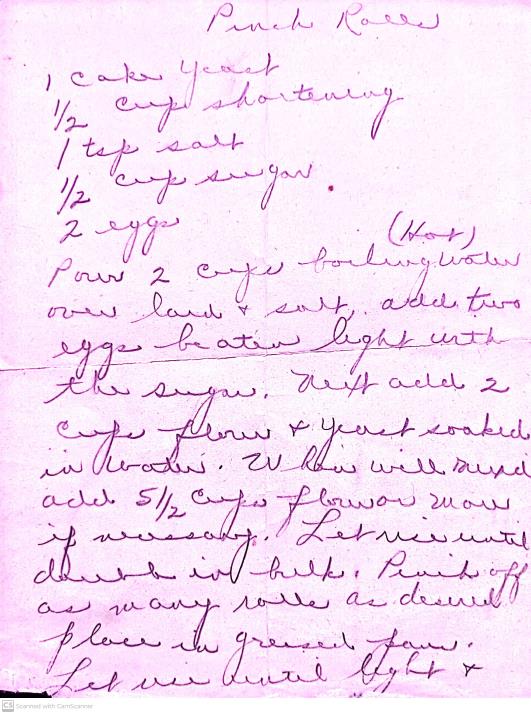 Pinch Rolls
1 cake yeast
1/2 cup shortening
1 tsp salt
1/2 cup sugar
2 eggs
(Hot)
Pour 2 cups boiling water
over lard & salt, add two
eggs beaten light with
the sugar. Next add 2
cups flour & yeast soaked
in water. When well mixed
add 5 1/2 cups flour or more
if necessary. Let rise until
double in bulk. Pinch off
as many rolls as desired
place in greased pan.
Let rise until light &
CS Scanned with CamScanner